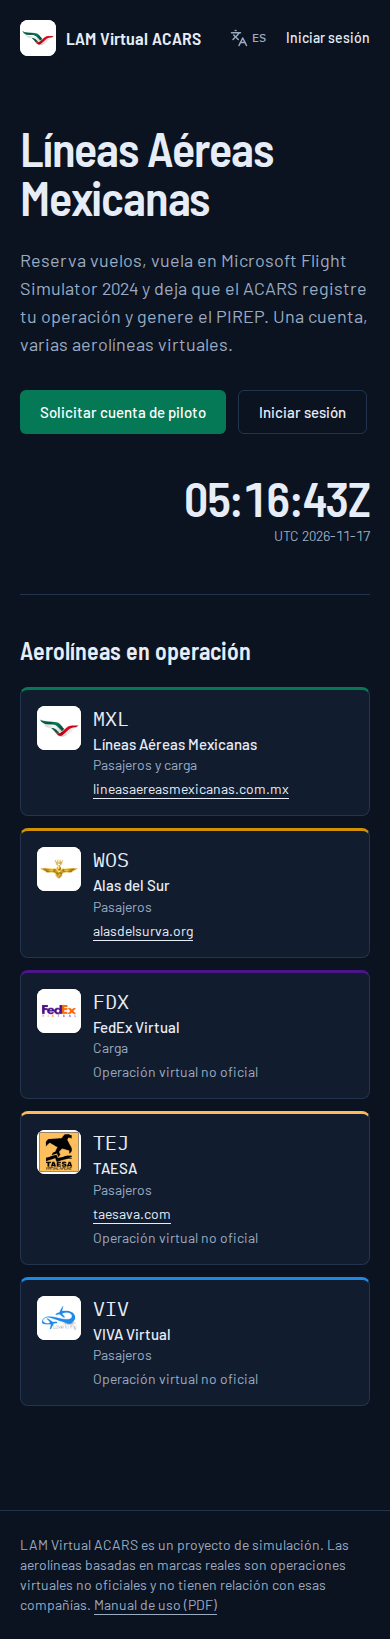 LAM Virtual ACARS
ES
Iniciar sesión
Líneas Aéreas
Mexicanas
Reserva vuelos, vuela en Microsoft Flight
Simulator 2024 y deja que el ACARS registre
tu operación y genere el PIREP. Una cuenta,
varias aerolíneas virtuales.
Solicitar cuenta de piloto
Iniciar sesión
05:16:43Z
UTC 2026-11-17
Aerolíneas en operación
MXL
Líneas Aéreas Mexicanas
Pasajeros y carga
lineasaereasmexicanas.com.mx
WOS
Alas del Sur
Pasajeros
alasdelsurva.org
FedEx
VIRTUAL
FDX
FedEx Virtual
Carga
Operación virtual no oficial
TAESA
TEJ
TAESA
Pasajeros
taesava.com
Operación virtual no oficial
VIV
VIVA Virtual
Pasajeros
Operación virtual no oficial
LAM Virtual ACARS es un proyecto de simulación. Las
aerolíneas basadas en marcas reales son operaciones
virtuales no oficiales y no tienen relación con esas
compañías. Manual de uso (PDF)